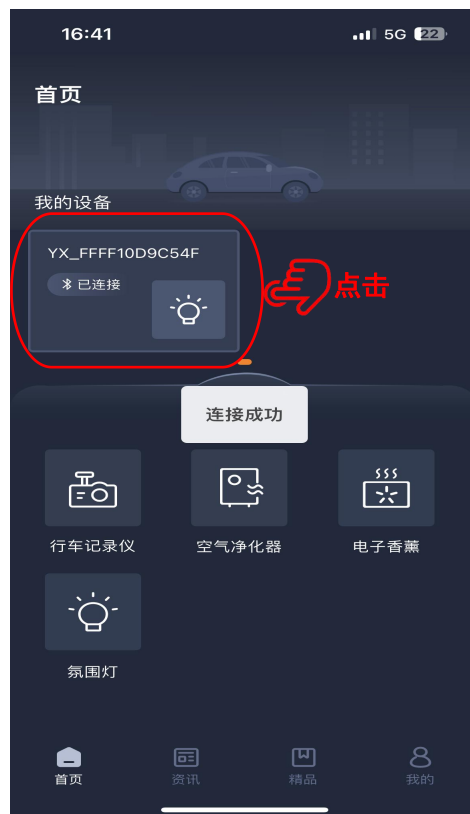 16:41
5G 22
首页
我的设备
YX_FFFF10D9C54F
已连接
点击
连接成功
行车记录仪
空气净化器
电子香薰
氛围灯
首页
资讯
精品
我的